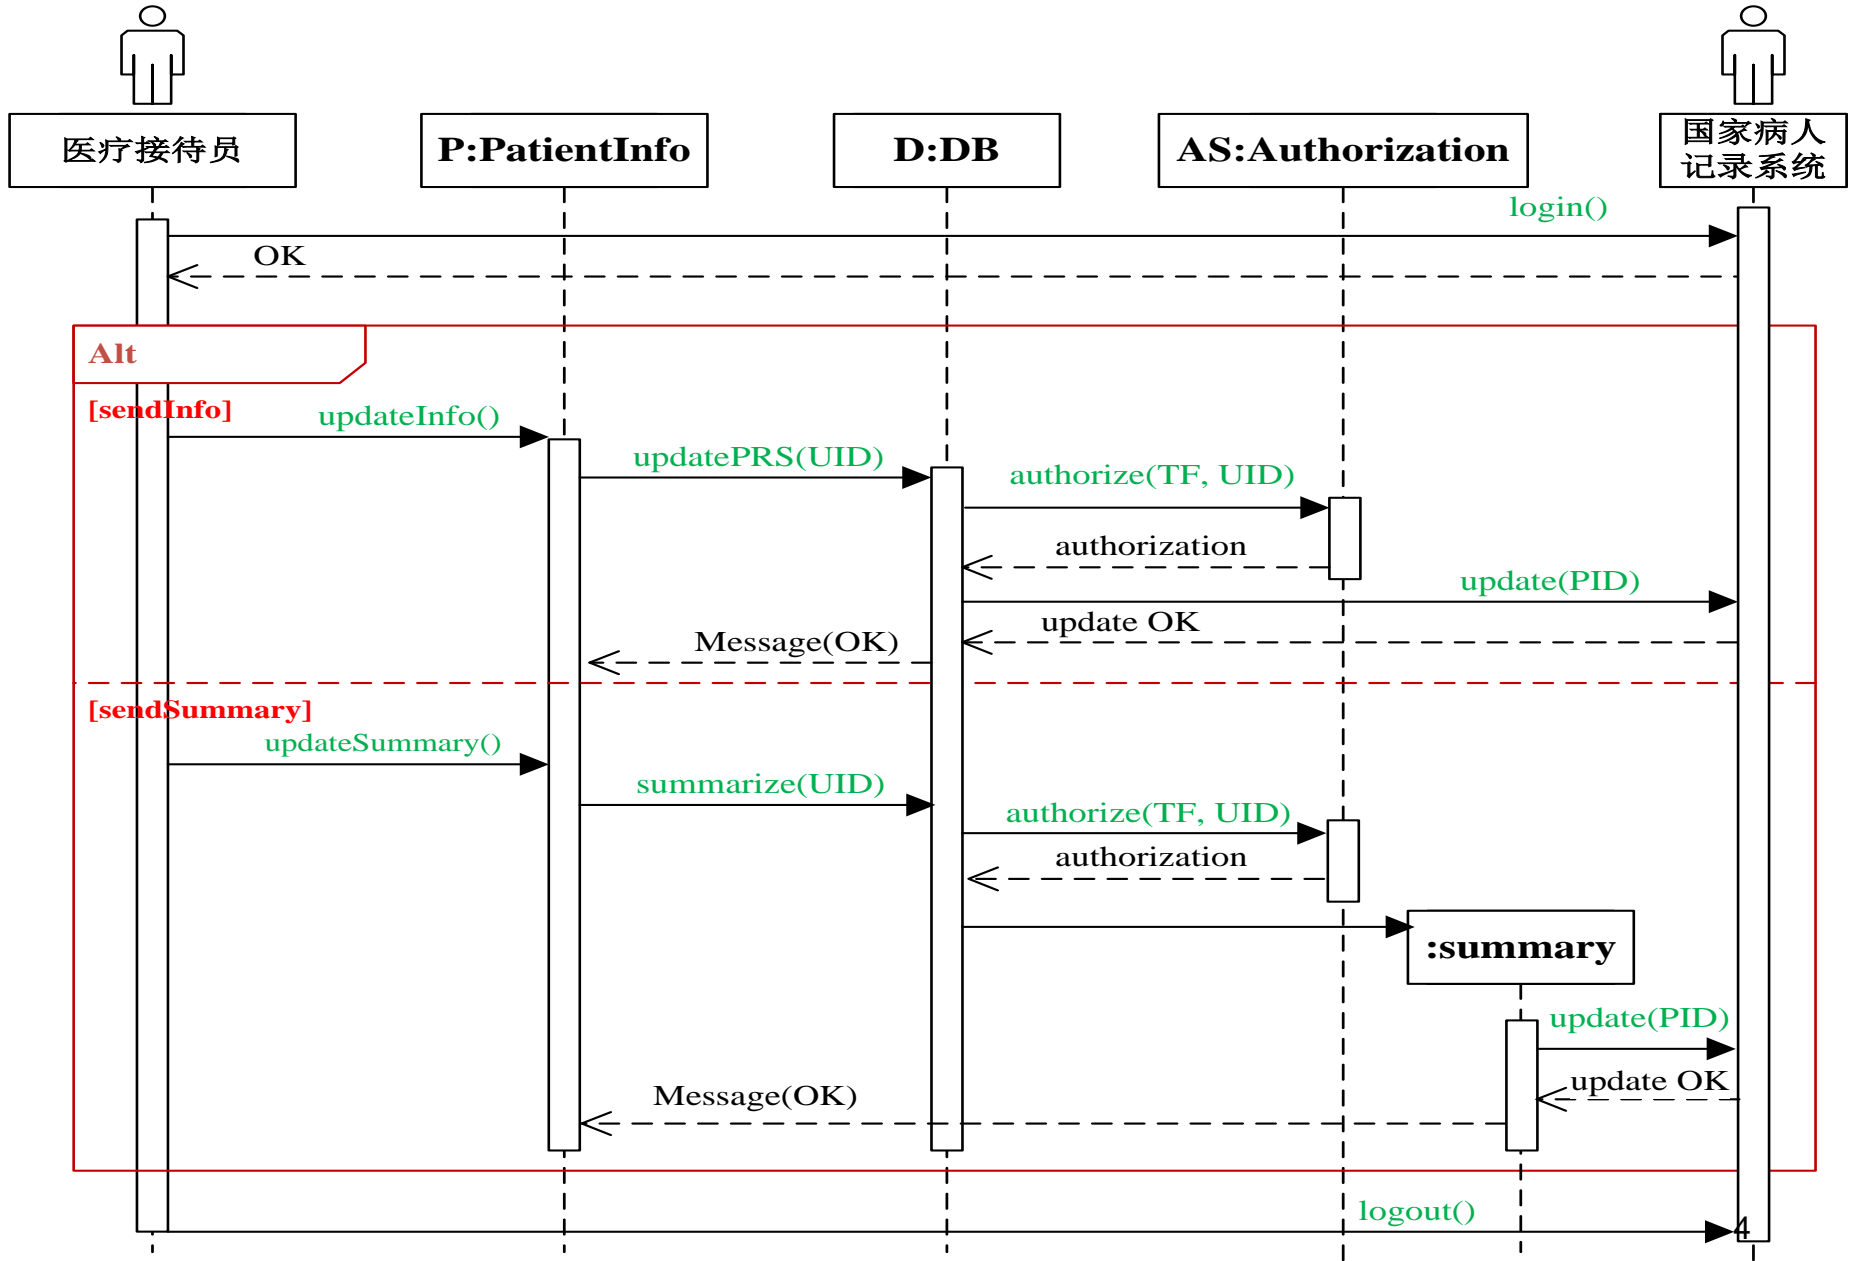 医疗接待员
P:PatientInfo
D:DB
AS:Authorization
国家病人
记录系统
login()
OK
Alt
[sendInfo]
updateInfo()
updatePRS(UID)
authorize(TF, UID)
authorization
update(PID)
update OK
Message(OK)
[sendSummary]
updateSummary()
summarize(UID)
authorize(TF, UID)
authorization
:summary
update(PID)
update OK
Message(OK)
logout()
4